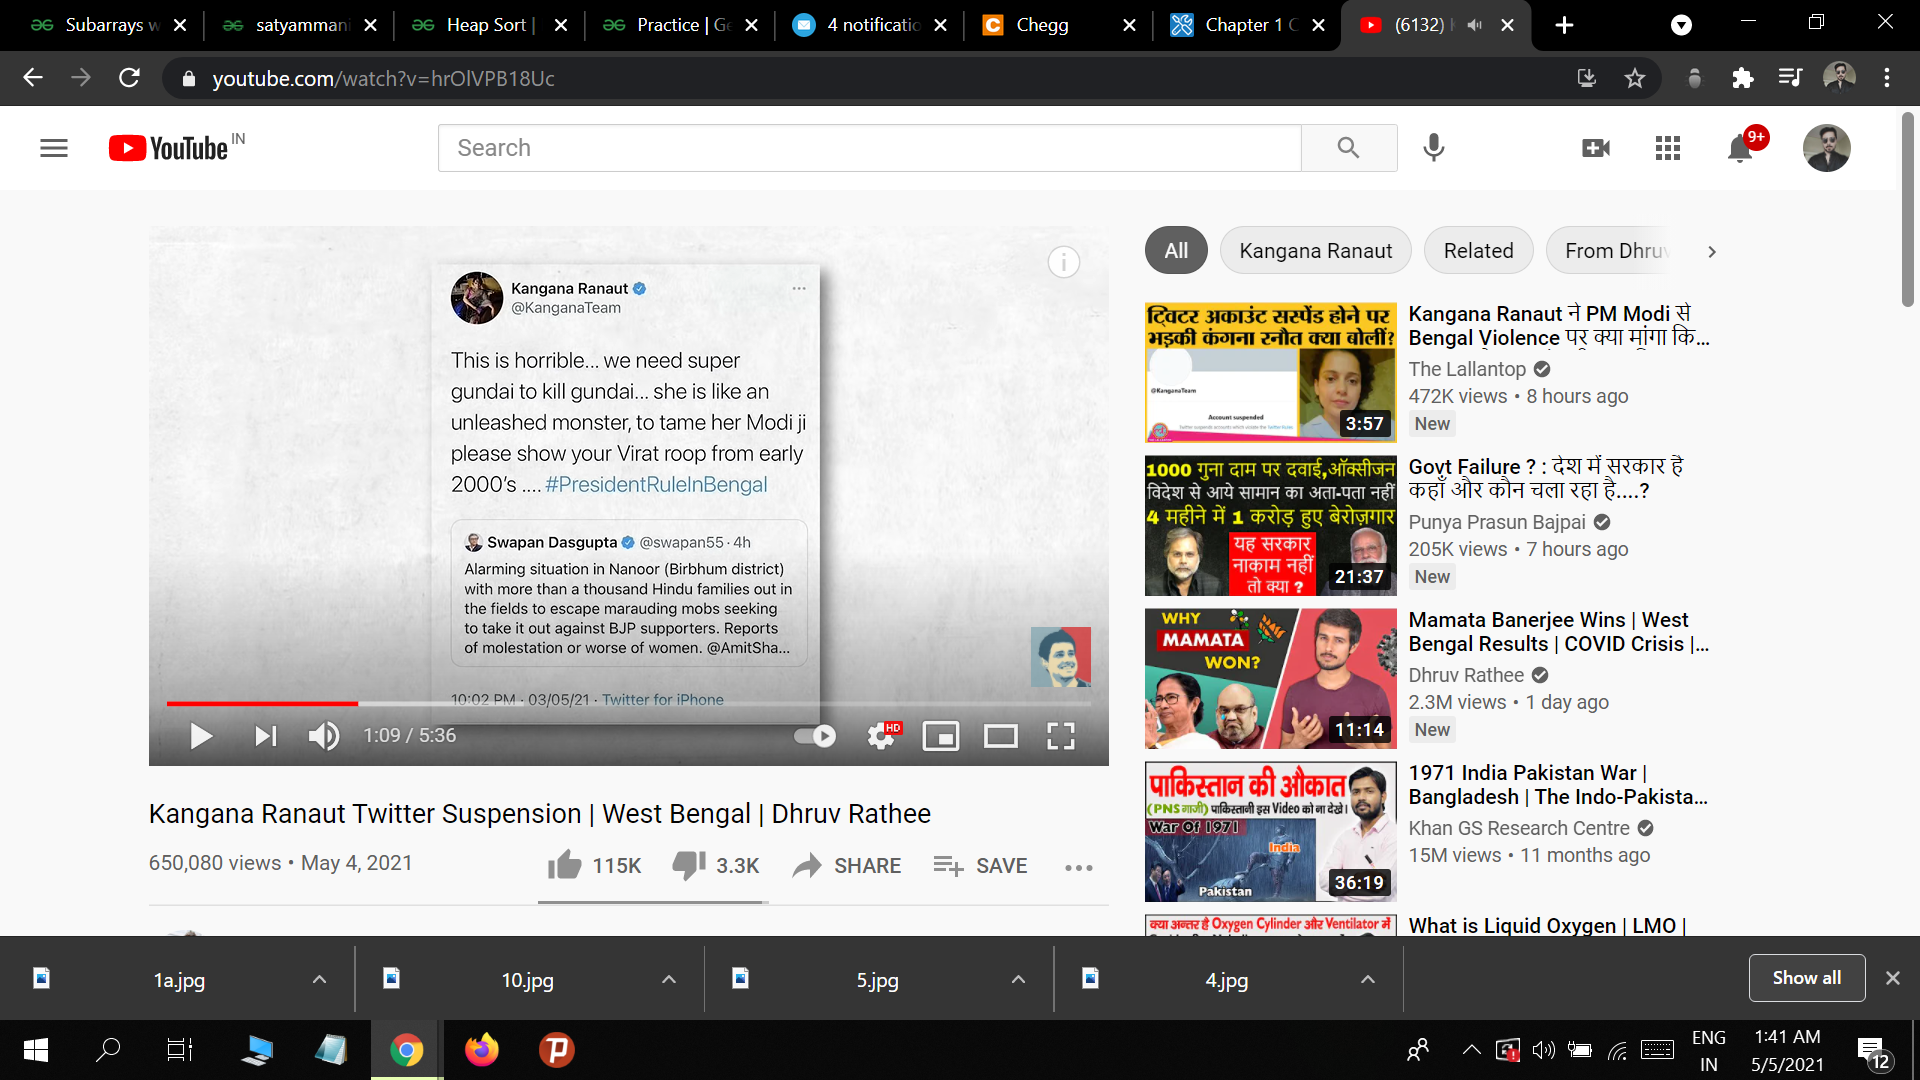 Subarrays w
satyamman
Heap Sort |
Practice | Ge
4 notificatio
Chegg
Chapter 1 C
(6132)
youtube.com/watch?v=hrOlVPB18Uc
YouTube IN
Search
9+
Kangana Ranaut
@KanganaTeam
This is horrible... we need super
gundai to kill gundai... she is like an
unleashed monster, to tame her Modi ji
please show your Virat roop from early
2000's .... #PresidentRuleInBengal
Swapan Dasgupta @swapan55 · 4h
Alarming situation in Nanoor (Birbhum district)
with more than a thousand Hindu families out in
the fields to escape marauding mobs seeking
to take it out against BJP supporters. Reports
of molestation or worse of women. @AmitSha...
10:02 PM · 03/05/21 · Twitter for iPhone
1:09 / 5:36
HD
Kangana Ranaut Twitter Suspension | West Bengal | Dhruv Rathee
650,080 views • May 4, 2021
115K
3.3K
SHARE
SAVE
All
Kangana Ranaut
Related
From Dhruv
ट्विटर अकाउंट सस्पेंड होने पर
भड़की कंगना रनौत क्या बोलीं?
@KanganaTeam
Account suspended
3:57
Kangana Ranaut ने PM Modi से
Bengal Violence पर क्या मांगा कि...
The Lallantop
472K views • 8 hours ago
New
1000 गुना दाम पर दवाई,ऑक्सीजन
विदेश से आये सामान का अता-पता नहीं
4 महीने में 1 करोड़ हुए बेरोज़गार
यह सरकार
नाकाम नहीं
तो क्या ?
21:37
Govt Failure ? : देश में सरकार है
कहाँ और कौन चला रहा है....?
Punya Prasun Bajpai
205K views • 7 hours ago
New
WHY
MAMATA
WON?
11:14
Mamata Banerjee Wins | West
Bengal Results | COVID Crisis |...
Dhruv Rathee
2.3M views • 1 day ago
New
पाकिस्तान की औकात
(PNS गाजी) पाकिस्तानी इस Video को ना देखे।
War Of 1971
India
Pakistan
36:19
1971 India Pakistan War |
Bangladesh | The Indo-Pakista...
Khan GS Research Centre
15M views • 11 months ago
क्या अन्तर है Oxygen Cylinder और Ventilator में
What is Liquid Oxygen | LMO |
1a.jpg
10.jpg
5.jpg
4.jpg
Show all
ENG
IN
1:41 AM
5/5/2021
12